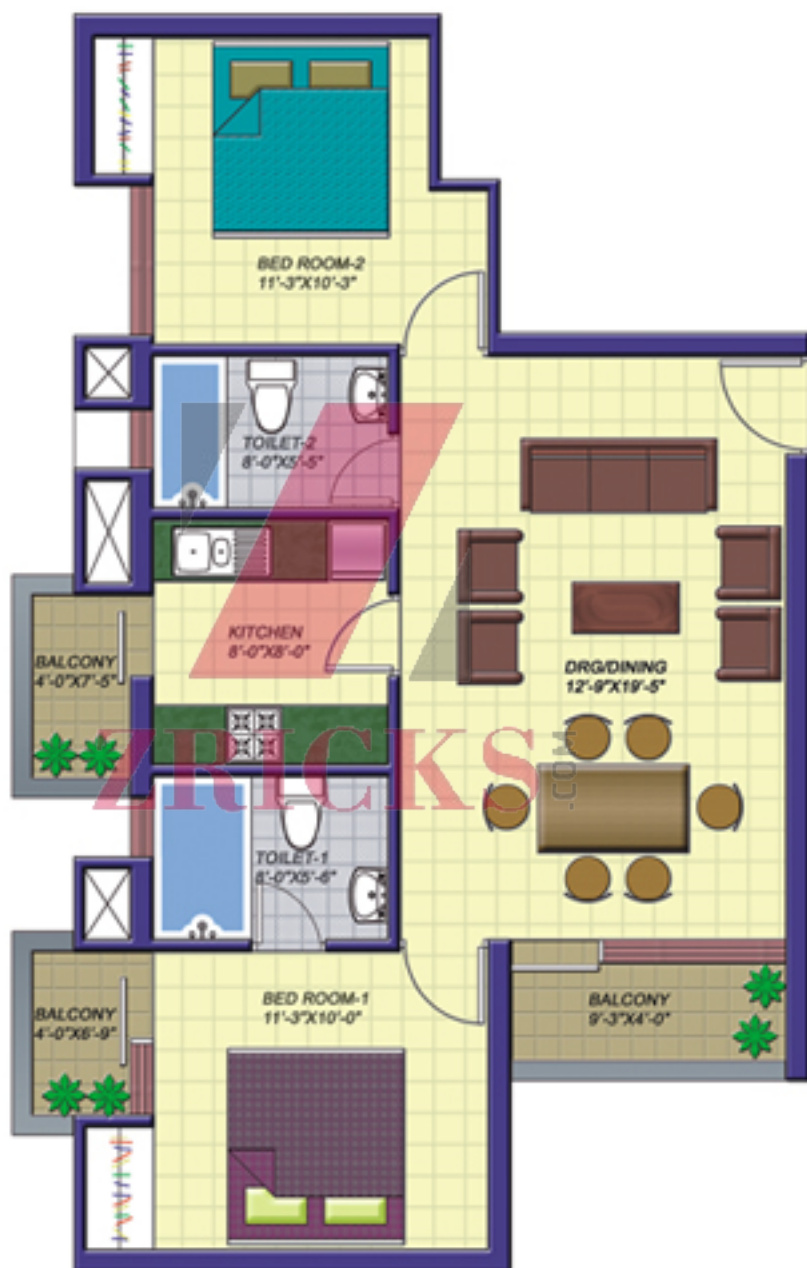 BED ROOM-2
11'-3"X10'-3"
TOILET-2
8'-0"X5'-5"
KITCHEN
8'-0"X8'-0"
BALCONY
4'-0"X7'-5"
DRG/DINING
12'-9"X19'-5"
ZRICKS
.COM
TOILET-1
8'-0"X5'-6"
BED ROOM-1
11'-3"X10'-0"
BALCONY
4'-0"X6'-9"
BALCONY
9'-3"X4'-0"